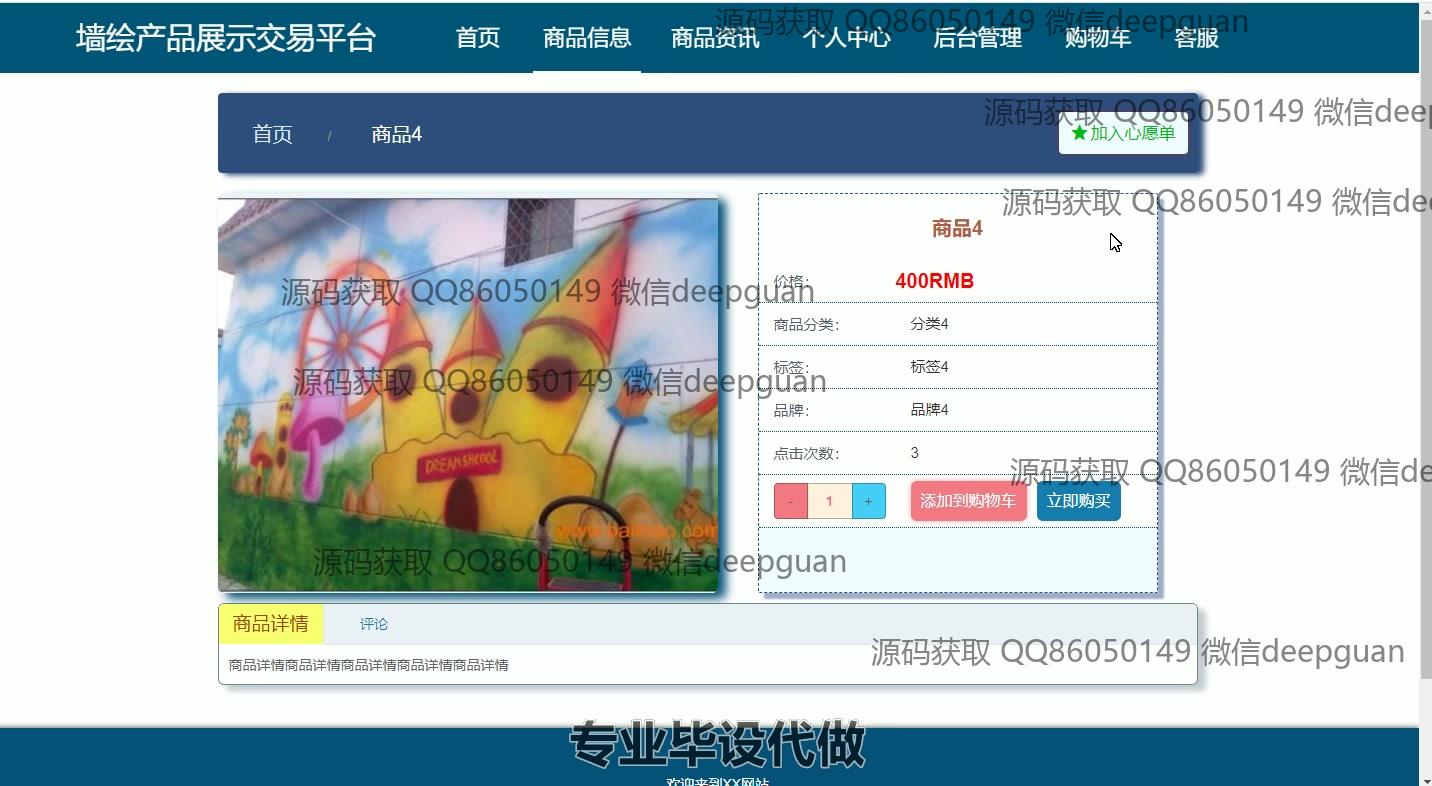 墙绘产品展示交易平台 首页 商品信息 商品资讯 个人中心 后台管理 购物车 客服
源码获取 QQ86050149 微信deepguan
源码获取 QQ86050149 微信deep
首页 / 商品4 ★加入心愿单
源码获取 QQ86050149 微信dee
商品4
价格： 400RMB
源码获取 QQ86050149 微信deepguan
商品分类： 分类4
标签： 标签4
源码获取 QQ86050149 微信deepguan
品牌： 品牌4
点击次数： 3
DREAMSHCOOL
源码获取 QQ86050149 微信dee
- 1 + 添加到购物车 立即购买
源码获取 QQ86050149 微信deepguan
商品详情 评论
源码获取 QQ86050149 微信deepguan
商品详情商品详情商品详情商品详情商品详情
专业毕设代做
欢迎来到XX网站